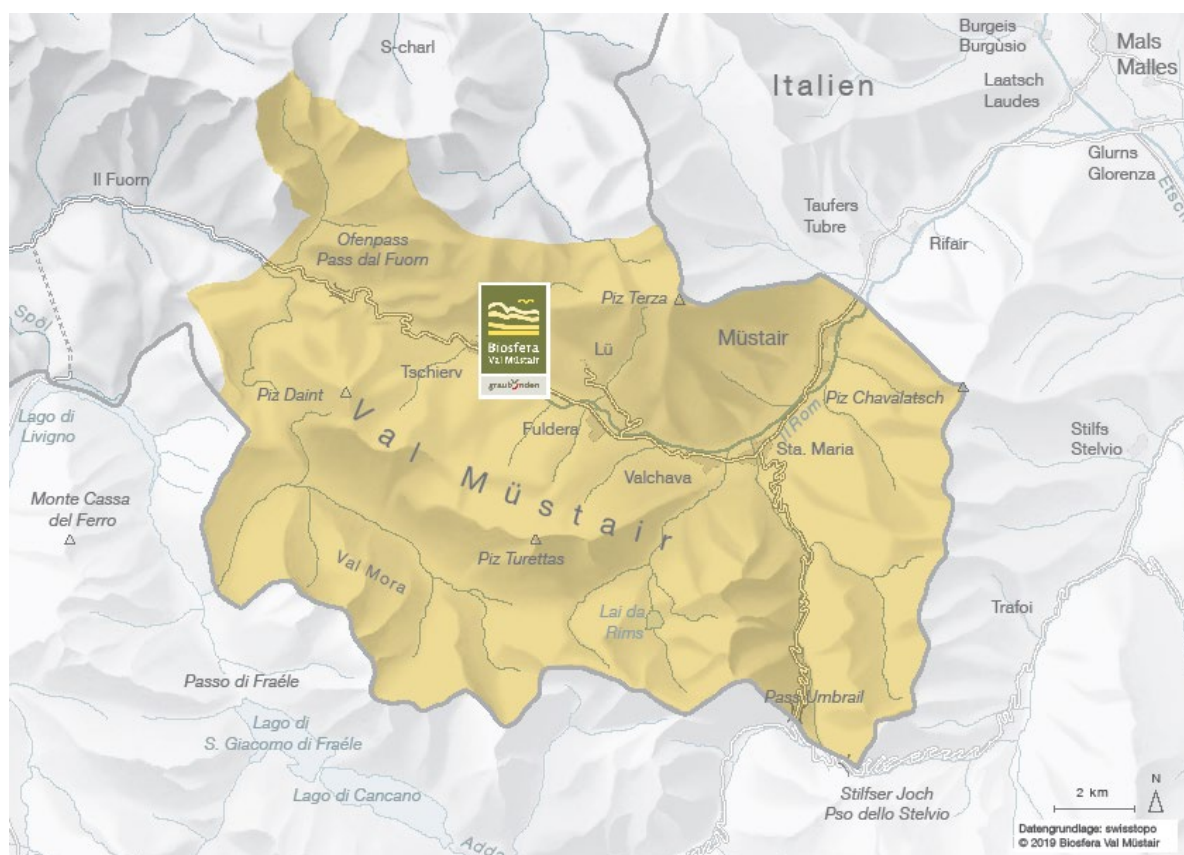 S-charl
Burgeis
Burgusio
Mals
Malles
Italien
Laatsch
Laudes
Glurns
Glorenza
Etsch
Il Fuorn
Taufers
Tubre
Rifair
Ofenpass
Pass dal Fuorn
Spöl
Piz Terza
Biosfera
Val Müstair
graubünden
Lü
Müstair
Tschierv
Piz Daint
Piz Chavalatsch
Il Rom
Lago di
Livigno
Fuldera
Sta. Maria
Stilfs
Stelvio
Valchava
Val Müstair
Monte Cassa
del Ferro
Piz Turettas
Val Mora
Lai da
Rims
Trafoi
Passo di Fraéle
Pass Umbrail
Lago di
S. Giacomo di Fraéle
Lago di Cancano
Adda
Stilfser Joch
Pso dello Stelvio
2 km
N
Datengrundlage: swisstopo
© 2019 Biosfera Val Müstair